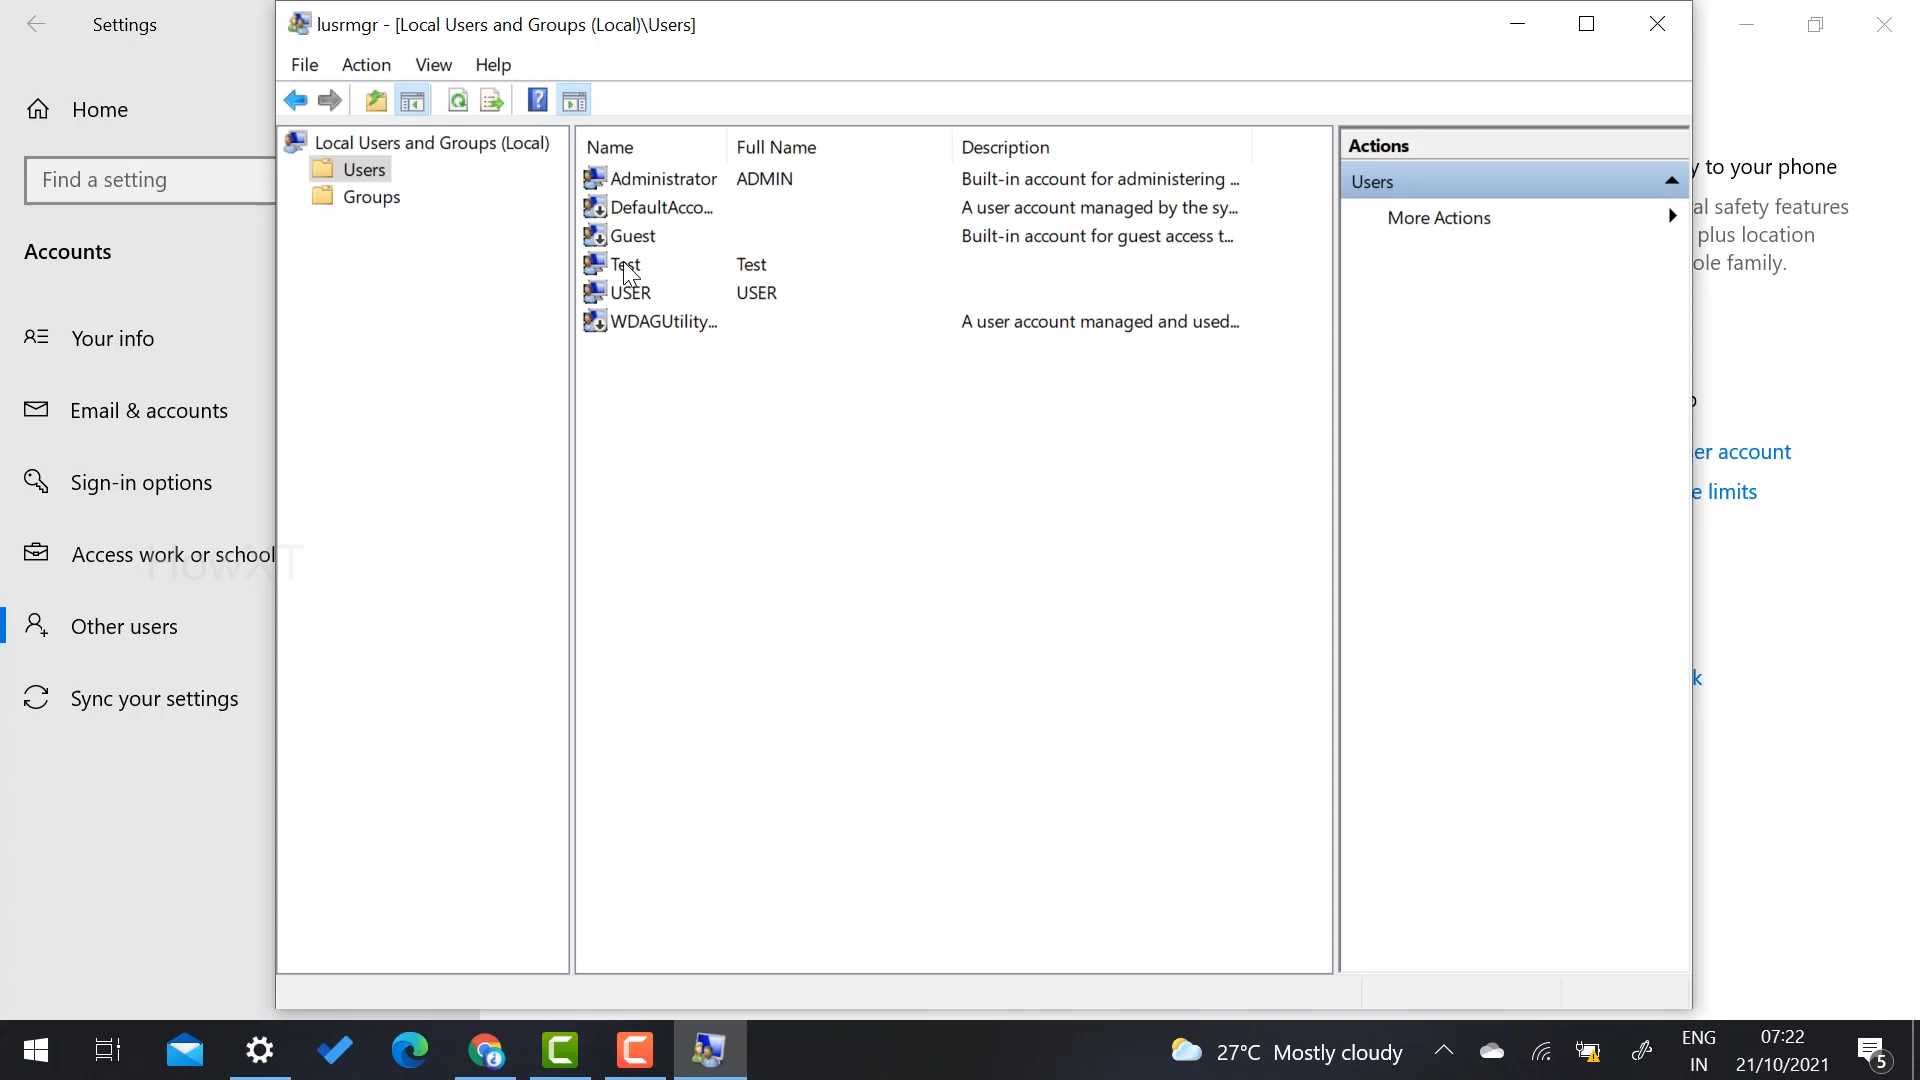 Settings
Home
Find a setting
Accounts
Your info
Email & accounts
Sign-in options
Access work or school
Other users
Sync your settings
HowXT
lusrmgr - [Local Users and Groups (Local)\Users]
File Action View Help
Local Users and Groups (Local)
Users
Groups
Name Full Name Description
Administrator ADMIN Built-in account for administering ...
DefaultAcco... A user account managed by the sy...
Guest Built-in account for guest access t...
Test Test
USER USER
WDAGUtility... A user account managed and used...
Actions
Users
More Actions
y to your phone
al safety features
plus location
ole family.
er account
e limits
k
27°C Mostly cloudy
ENG
IN
07:22
21/10/2021
5